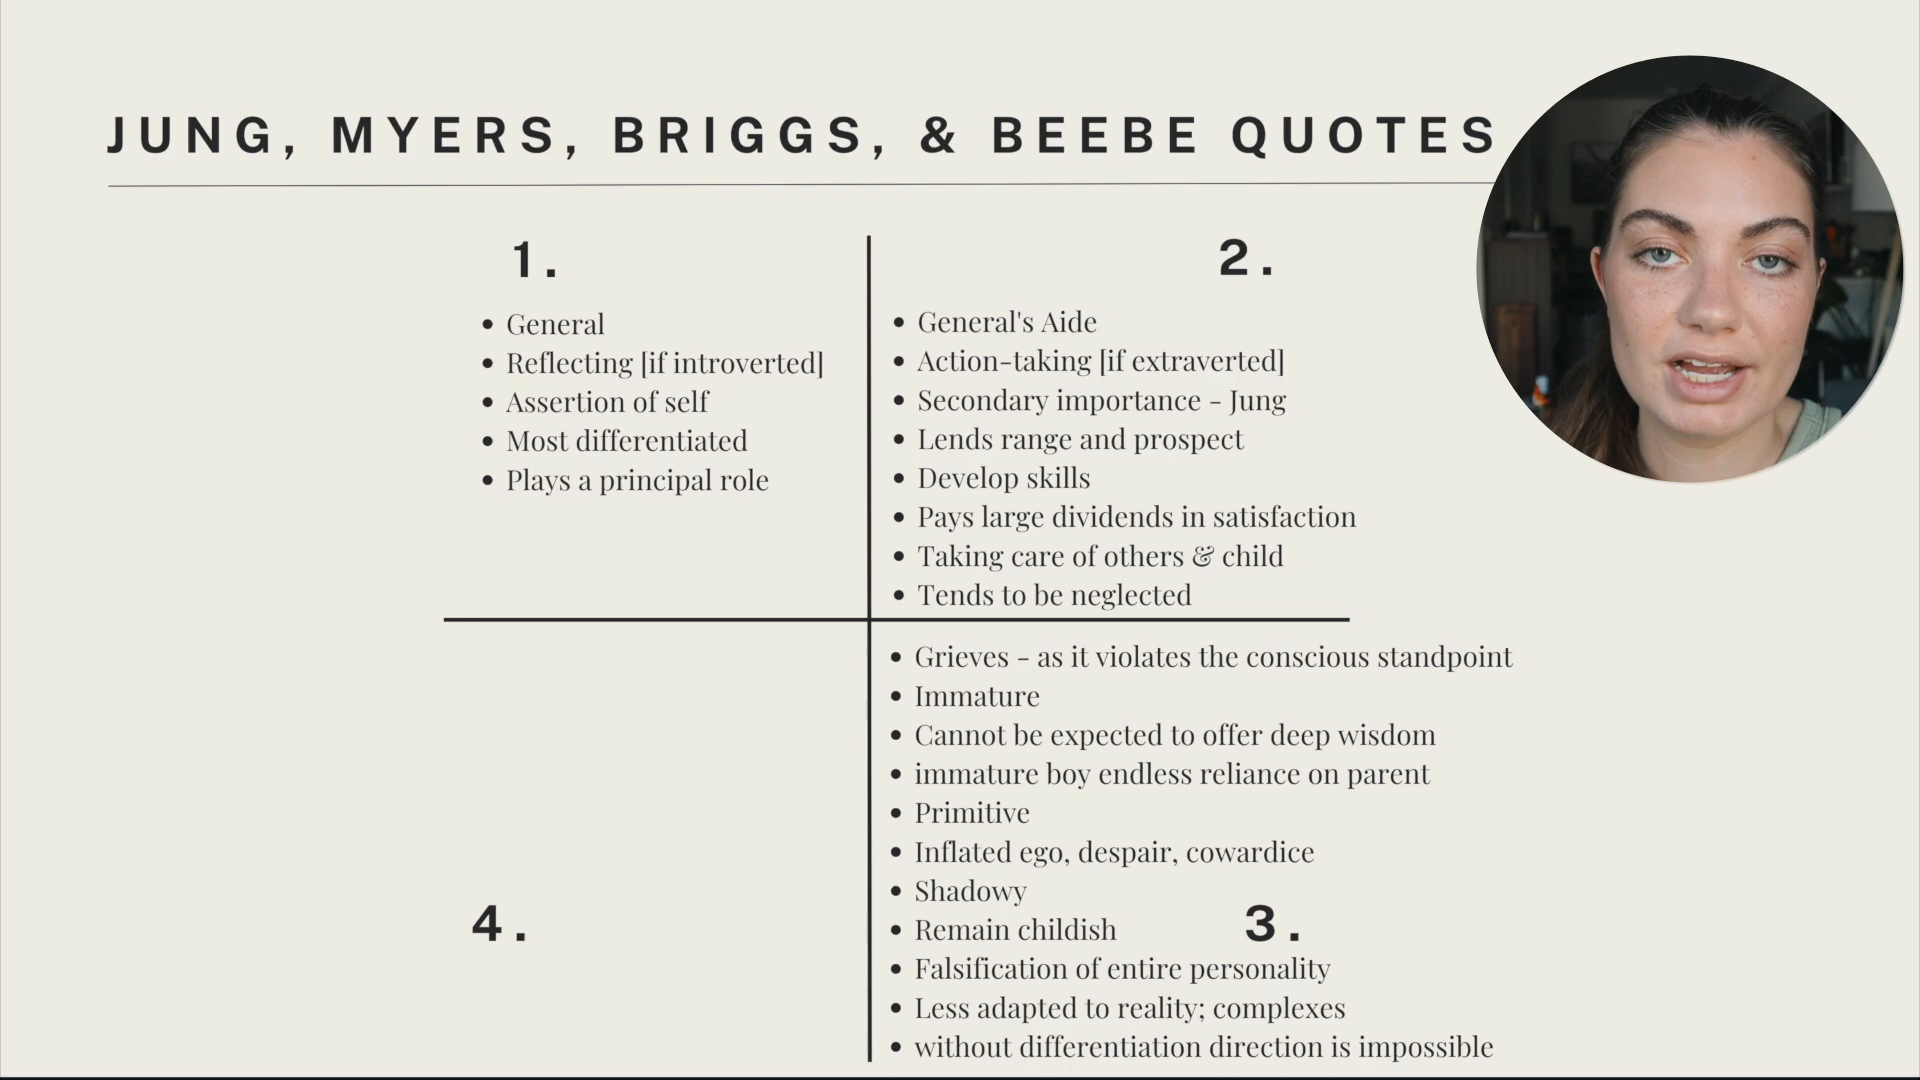 JUNG, MYERS, BRIGGS, & BEEBE QUOTES
1.
• General
• Reflecting [if introverted]
• Assertion of self
• Most differentiated
• Plays a principal role
2.
• General's Aide
• Action-taking [if extraverted]
• Secondary importance - Jung
• Lends range and prospect
• Develop skills
• Pays large dividends in satisfaction
• Taking care of others & child
• Tends to be neglected
• Grieves - as it violates the conscious standpoint
• Immature
• Cannot be expected to offer deep wisdom
• immature boy endless reliance on parent
• Primitive
• Inflated ego, despair, cowardice
• Shadowy
• Remain childish
• Falsification of entire personality
• Less adapted to reality; complexes
• without differentiation direction is impossible
3.
4.